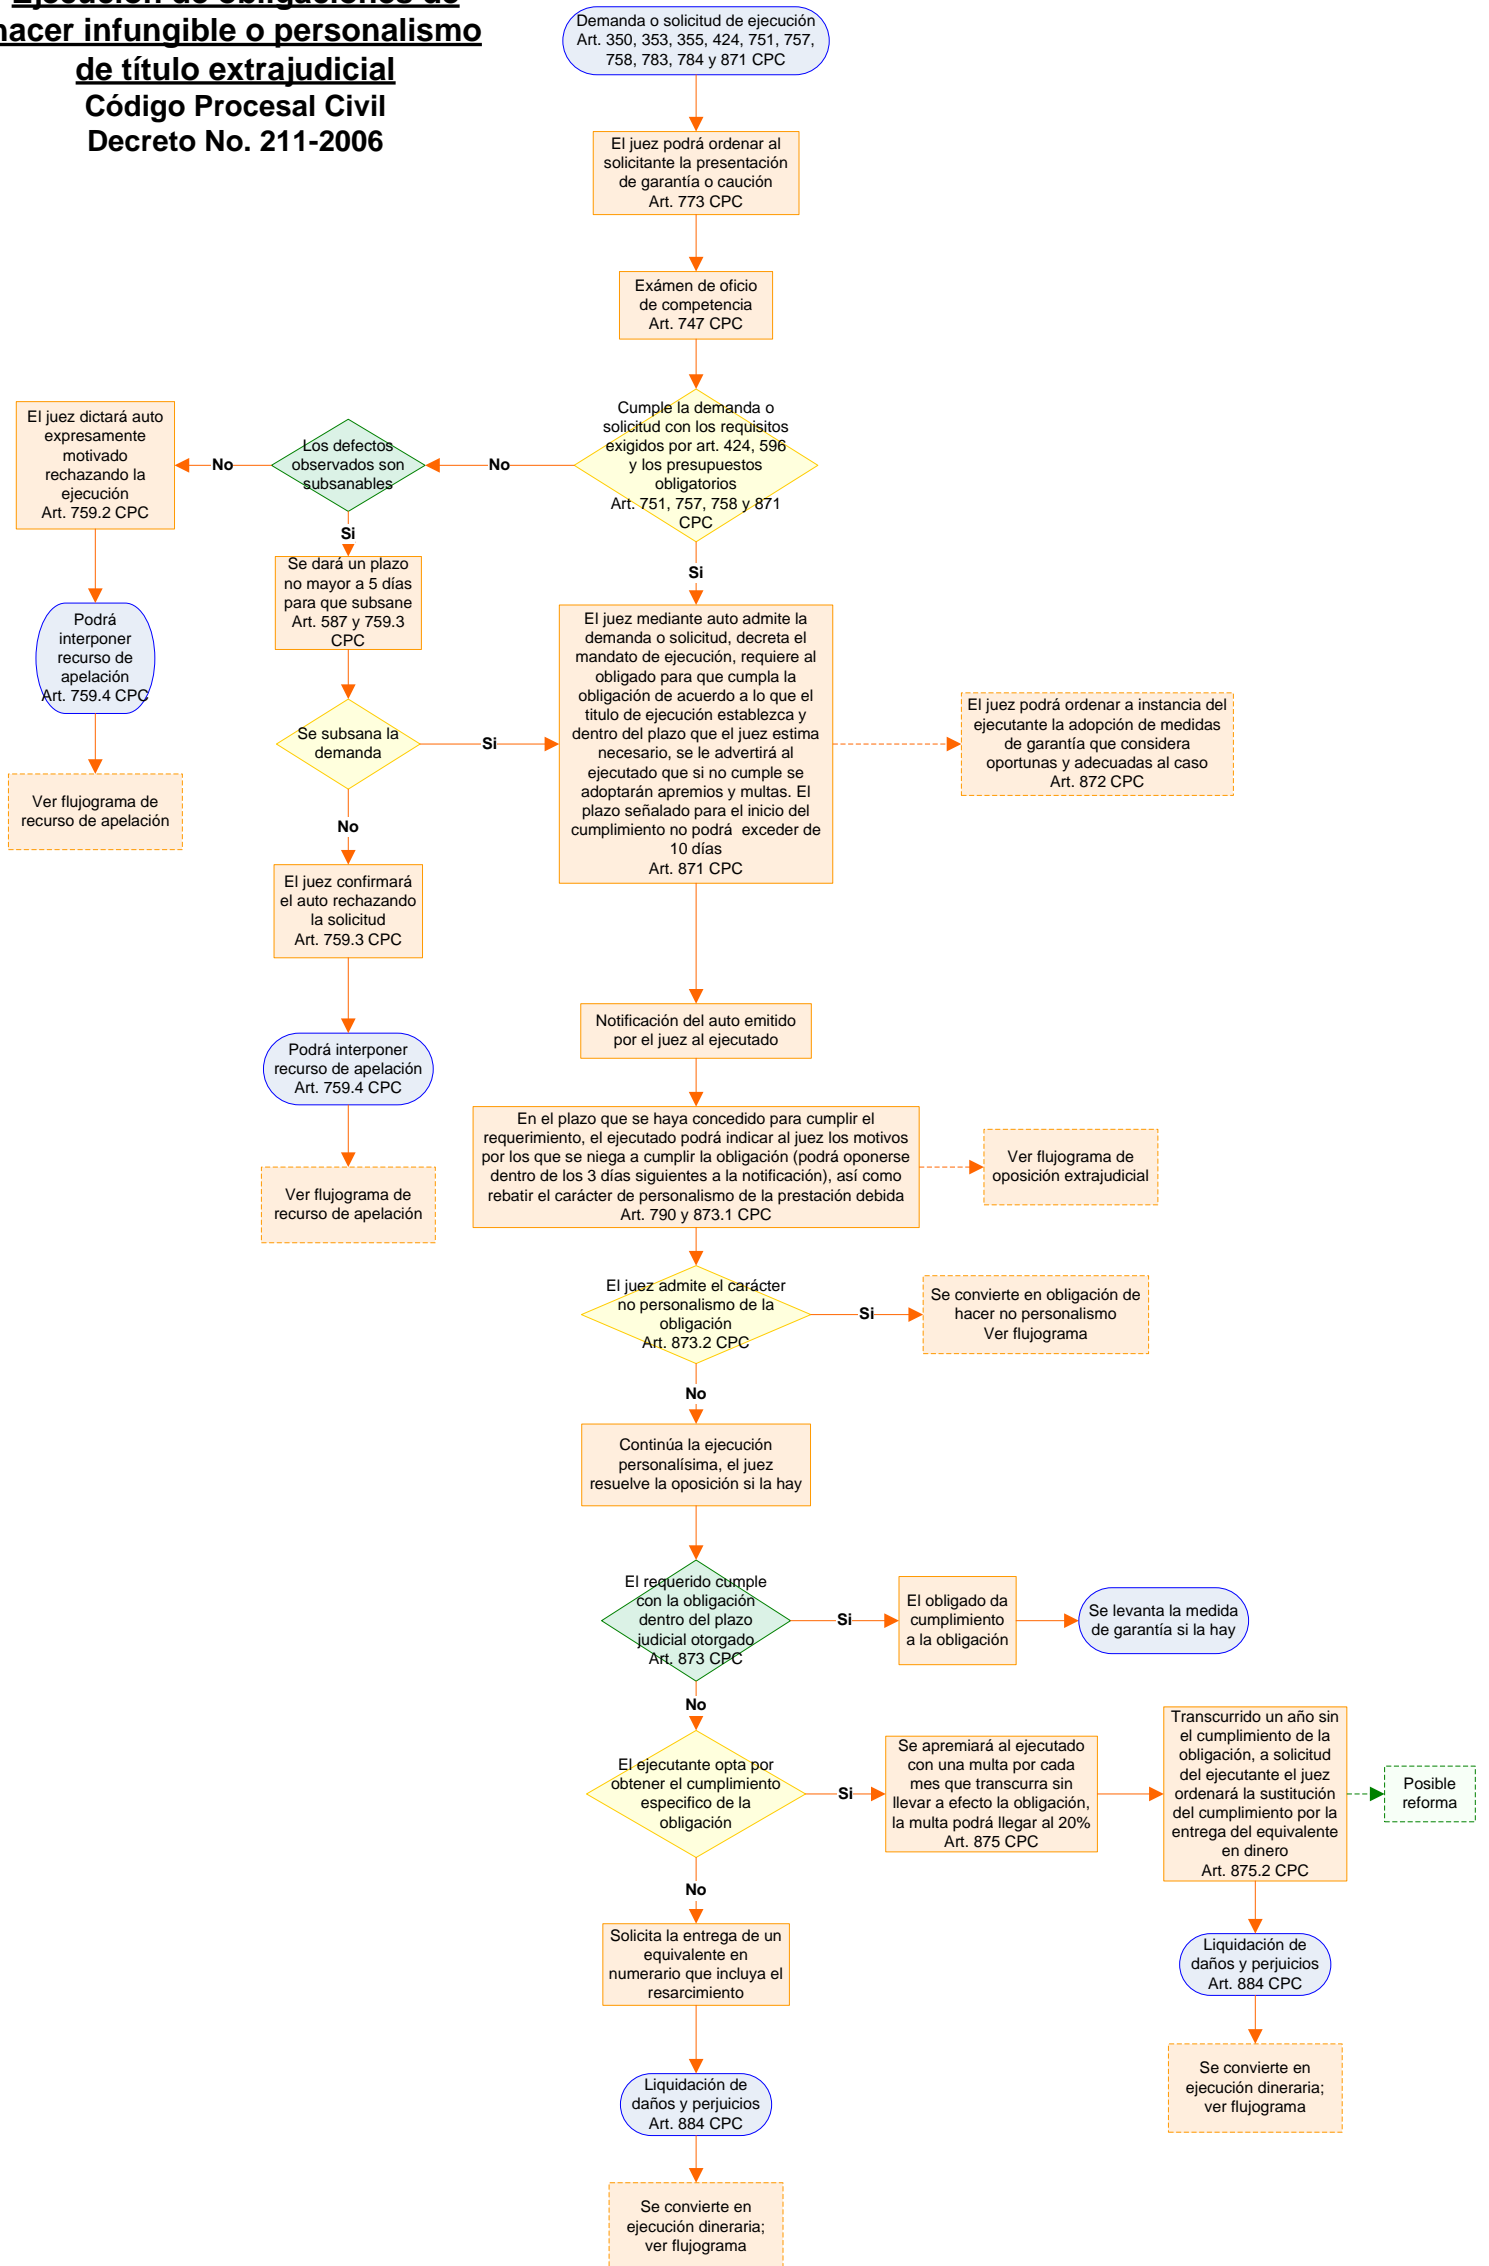 Ejecución de obligaciones de
hacer infungible o personalismo
de título extrajudicial
Código Procesal Civil
Decreto No. 211-2006
Demanda o solicitud de ejecución
Art. 350, 353, 355, 424, 751, 757,
758, 783, 784 y 871 CPC
El juez podrá ordenar al
solicitante la presentación
de garantía o caución
Art. 773 CPC
Exámen de oficio
de competencia
Art. 747 CPC
Cumple la demanda o
solicitud con los requisitos
exigidos por art. 424, 596
y los presupuestos
obligatorios
Art. 751, 757, 758 y 871
CPC
No
Los defectos
observados son
subsanables
No
El juez dictará auto
expresamente
motivado
rechazando la
ejecución
Art. 759.2 CPC
Podrá
interponer
recurso de
apelación
Art. 759.4 CPC
Ver flujograma de
recurso de apelación
Si
Se dará un plazo
no mayor a 5 días
para que subsane
Art. 587 y 759.3
CPC
Se subsana la
demanda
Si
No
El juez confirmará
el auto rechazando
la solicitud
Art. 759.3 CPC
Podrá interponer
recurso de apelación
Art. 759.4 CPC
Ver flujograma de
recurso de apelación
Si
El juez mediante auto admite la
demanda o solicitud, decreta el
mandato de ejecución, requiere al
obligado para que cumpla la
obligación de acuerdo a lo que el
titulo de ejecución establezca y
dentro del plazo que el juez estima
necesario, se le advertirá al
ejecutado que si no cumple se
adoptarán apremios y multas. El
plazo señalado para el inicio del
cumplimiento no podrá  exceder de
10 días
Art. 871 CPC
El juez podrá ordenar a instancia del
ejecutante la adopción de medidas
de garantía que considera
oportunas y adecuadas al caso
Art. 872 CPC
Notificación del auto emitido
por el juez al ejecutado
En el plazo que se haya concedido para cumplir el
requerimiento, el ejecutado podrá indicar al juez los motivos
por los que se niega a cumplir la obligación (podrá oponerse
dentro de los 3 días siguientes a la notificación), así como
rebatir el carácter de personalismo de la prestación debida
Art. 790 y 873.1 CPC
Ver flujograma de
oposición extrajudicial
El juez admite el carácter
no personalismo de la
obligación
Art. 873.2 CPC
Si
Se convierte en obligación de
hacer no personalismo
Ver flujograma
No
Continúa la ejecución
personalísima, el juez
resuelve la oposición si la hay
El requerido cumple
con la obligación
dentro del plazo
judicial otorgado
Art. 873 CPC
Si
El obligado da
cumplimiento
a la obligación
Se levanta la medida
de garantía si la hay
No
El ejecutante opta por
obtener el cumplimiento
especifico de la
obligación
Si
Se apremiará al ejecutado
con una multa por cada
mes que transcurra sin
llevar a efecto la obligación,
la multa podrá llegar al 20%
Art. 875 CPC
Transcurrido un año sin
el cumplimiento de la
obligación, a solicitud
del ejecutante el juez
ordenará la sustitución
del cumplimiento por la
entrega del equivalente
en dinero
Art. 875.2 CPC
Posible
reforma
No
Solicita la entrega de un
equivalente en
numerario que incluya el
resarcimiento
Liquidación de
daños y perjuicios
Art. 884 CPC
Se convierte en
ejecución dineraria;
ver flujograma
Liquidación de
daños y perjuicios
Art. 884 CPC
Se convierte en
ejecución dineraria;
ver flujograma